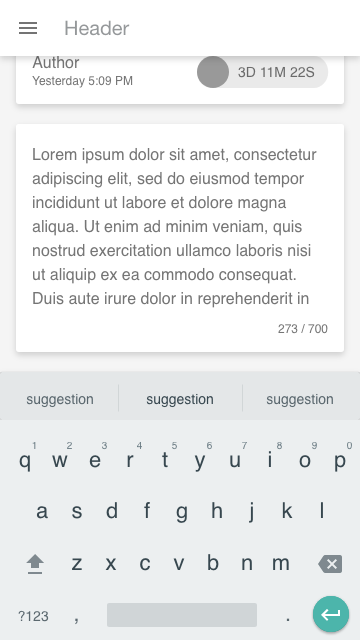 Header
Author
Yesterday 5:09 PM
3D 11M 22S
Lorem ipsum dolor sit amet, consectetur
adipiscing elit, sed do eiusmod tempor
incididunt ut labore et dolore magna
aliqua. Ut enim ad minim veniam, quis
nostrud exercitation ullamco laboris nisi
ut aliquip ex ea commodo consequat.
Duis aute irure dolor in reprehenderit in
273 / 700
suggestion suggestion suggestion
1 2 3 4 5 6 7 8 9 0
q w e r t y u i o p
a s d f g h j k l
z x c v b n m
?123 , .